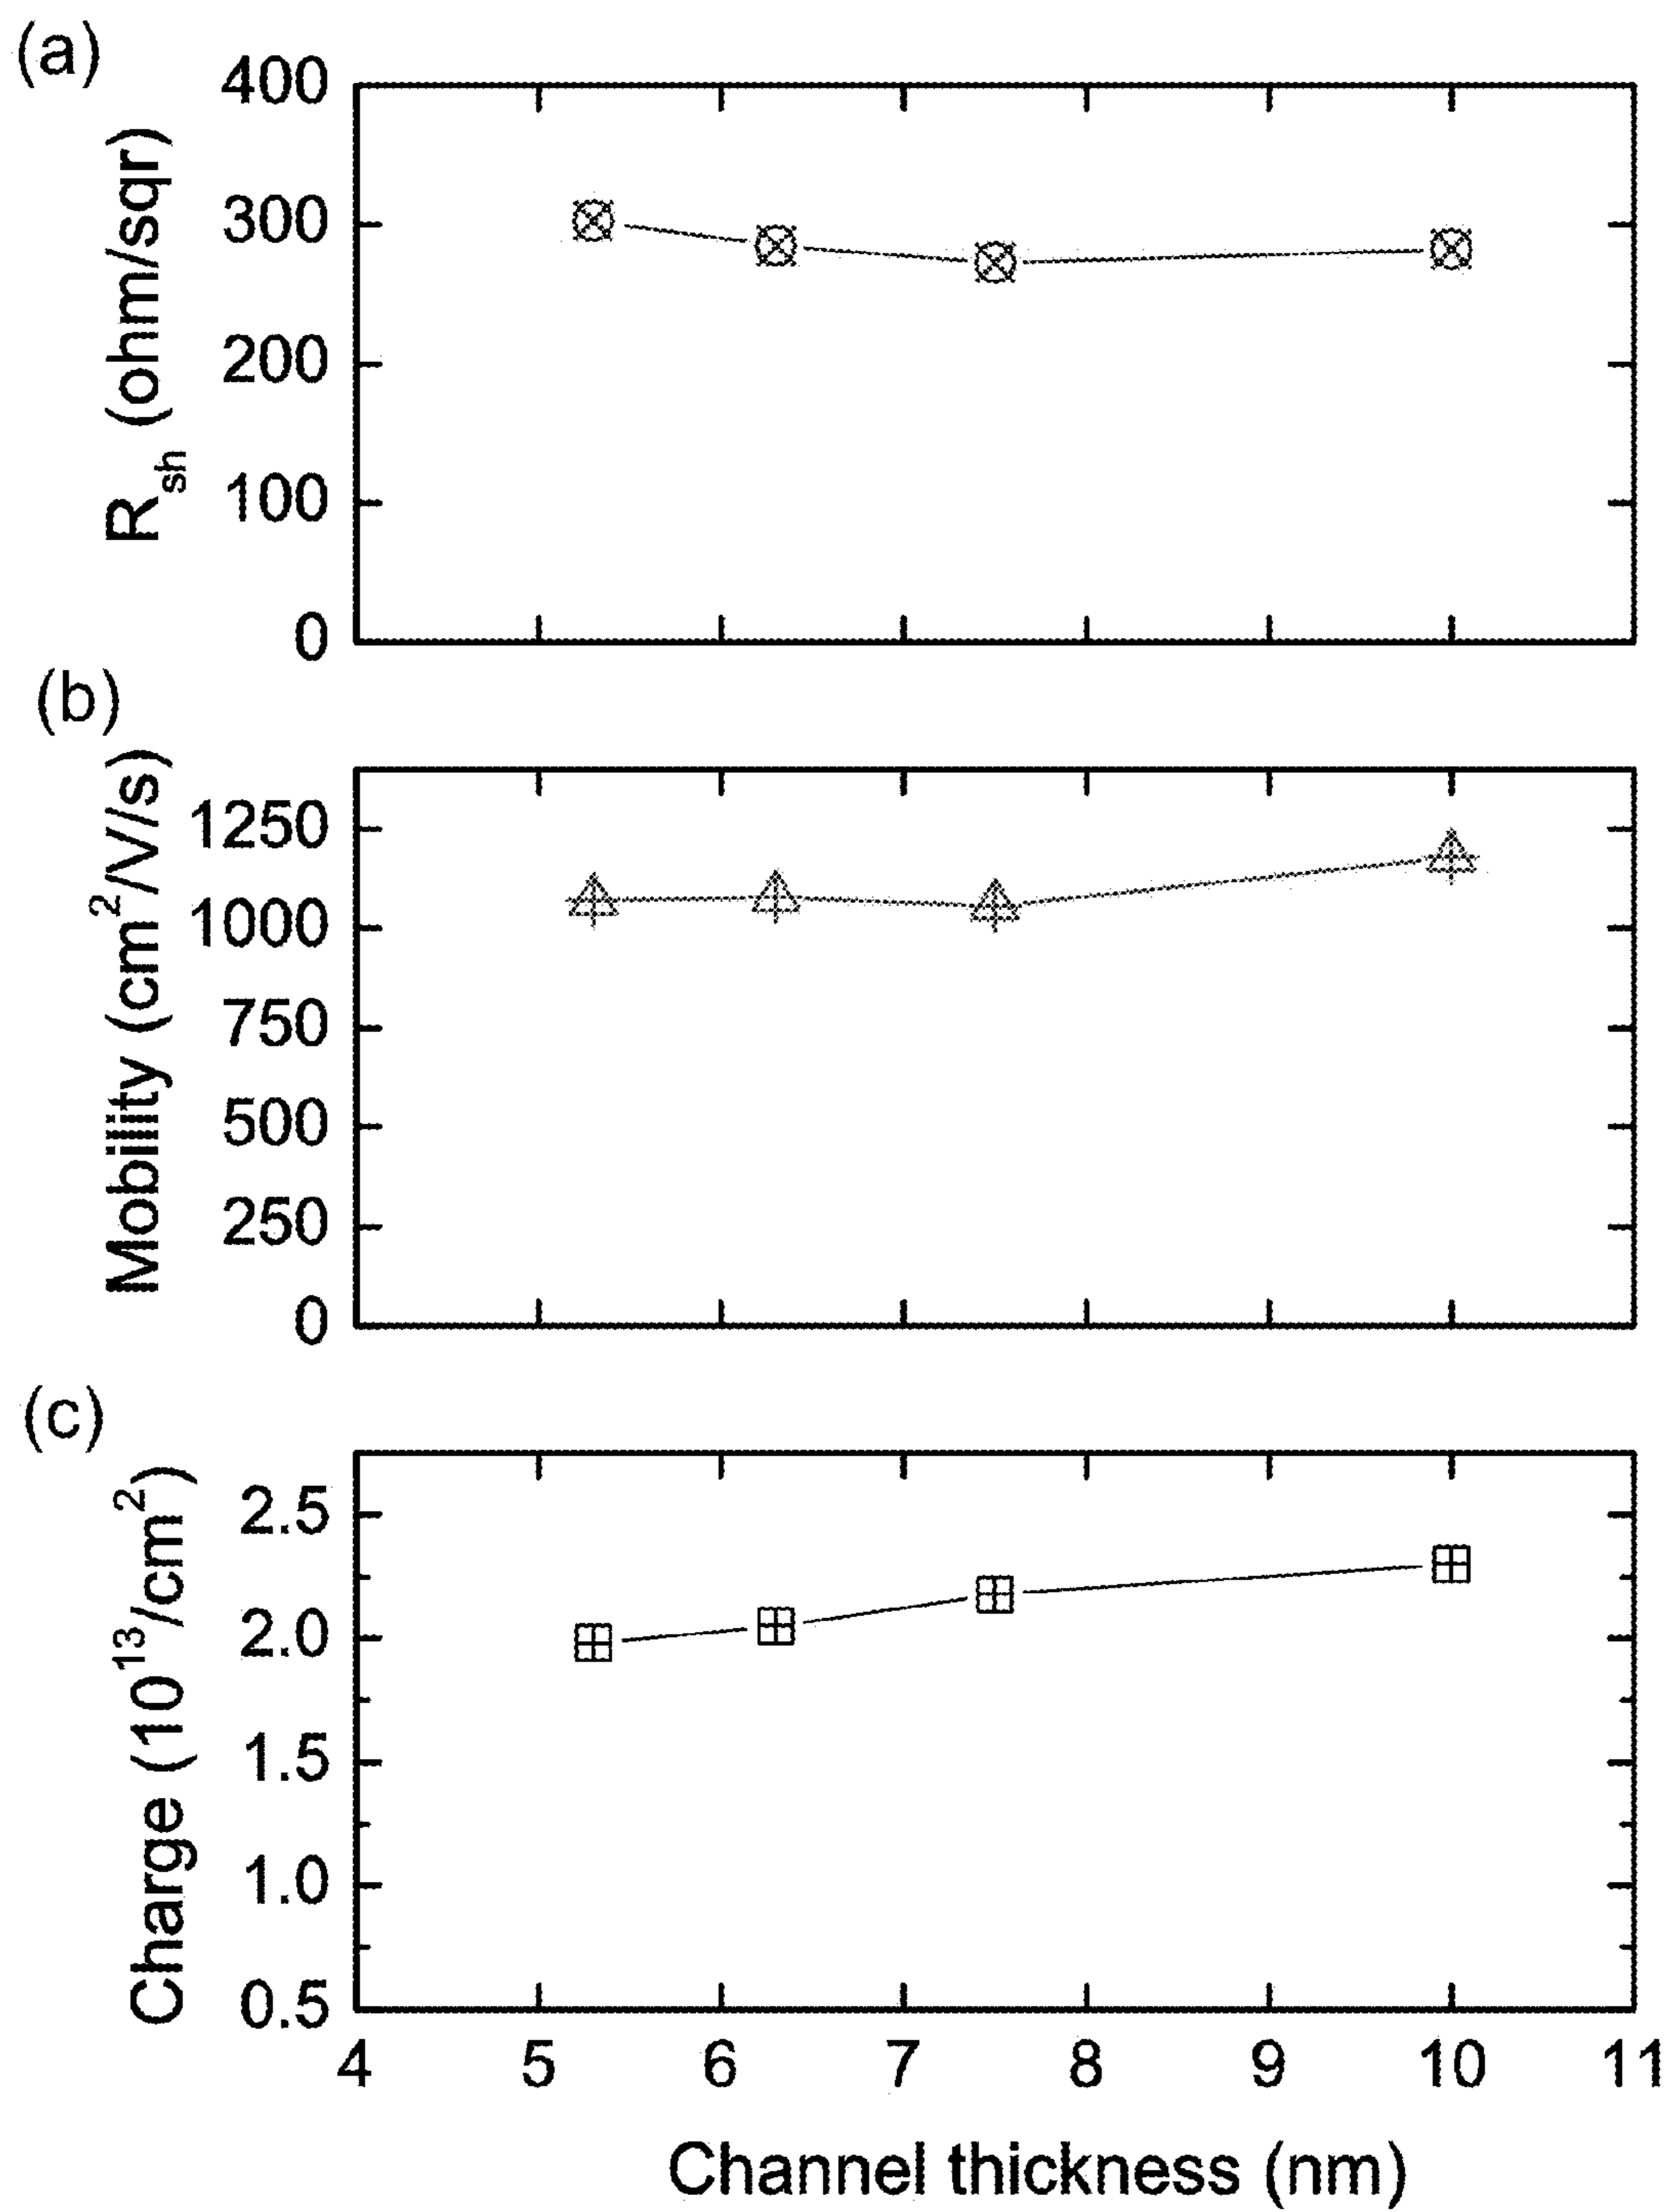 (a)
R_sh (ohm/sqr)
400
300
200
100
0
(b)
Mobility (cm²/V/s)
1250
1000
750
500
250
0
(c)
Charge (10¹³/cm²)
2.5
2.0
1.5
1.0
0.5
4 5 6 7 8 9 10 11
Channel thickness (nm)